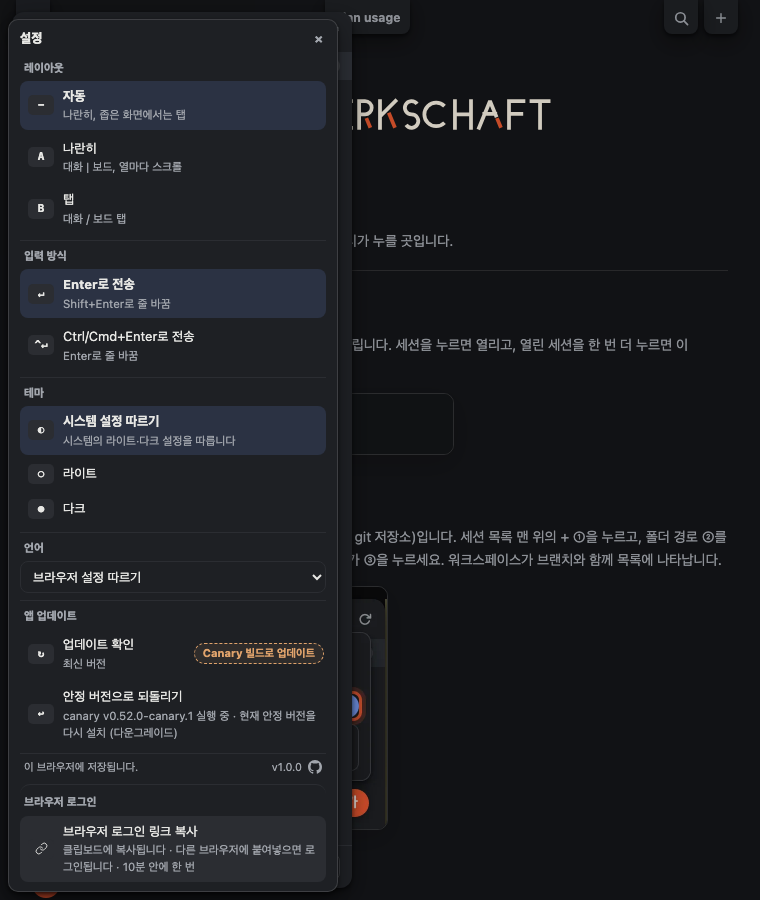 an usage
설정
×
레이아웃
자동
나란히, 좁은 화면에서는 탭
A
나란히
대화 | 보드, 열마다 스크롤
B
탭
대화 / 보드 탭
입력 방식
Enter로 전송
Shift+Enter로 줄 바꿈
Ctrl/Cmd+Enter로 전송
Enter로 줄 바꿈
테마
시스템 설정 따르기
시스템의 라이트·다크 설정을 따릅니다
라이트
다크
언어
브라우저 설정 따르기
앱 업데이트
업데이트 확인
최신 버전
Canary 빌드로 업데이트
안정 버전으로 되돌리기
canary v0.52.0-canary.1 실행 중 · 현재 안정 버전을
다시 설치 (다운그레이드)
이 브라우저에 저장됩니다.
v1.0.0
브라우저 로그인
브라우저 로그인 링크 복사
클립보드에 복사됩니다 · 다른 브라우저에 붙여넣으면 로
그인됩니다 · 10분 안에 한 번
ERKSCHAFT
가 누를 곳입니다.
립니다. 세션을 누르면 열리고, 열린 세션을 한 번 더 누르면 이
git 저장소)입니다. 세션 목록 맨 위의 + ①을 누르고, 폴더 경로 ②를
가 ③을 누르세요. 워크스페이스가 브랜치와 함께 목록에 나타납니다.